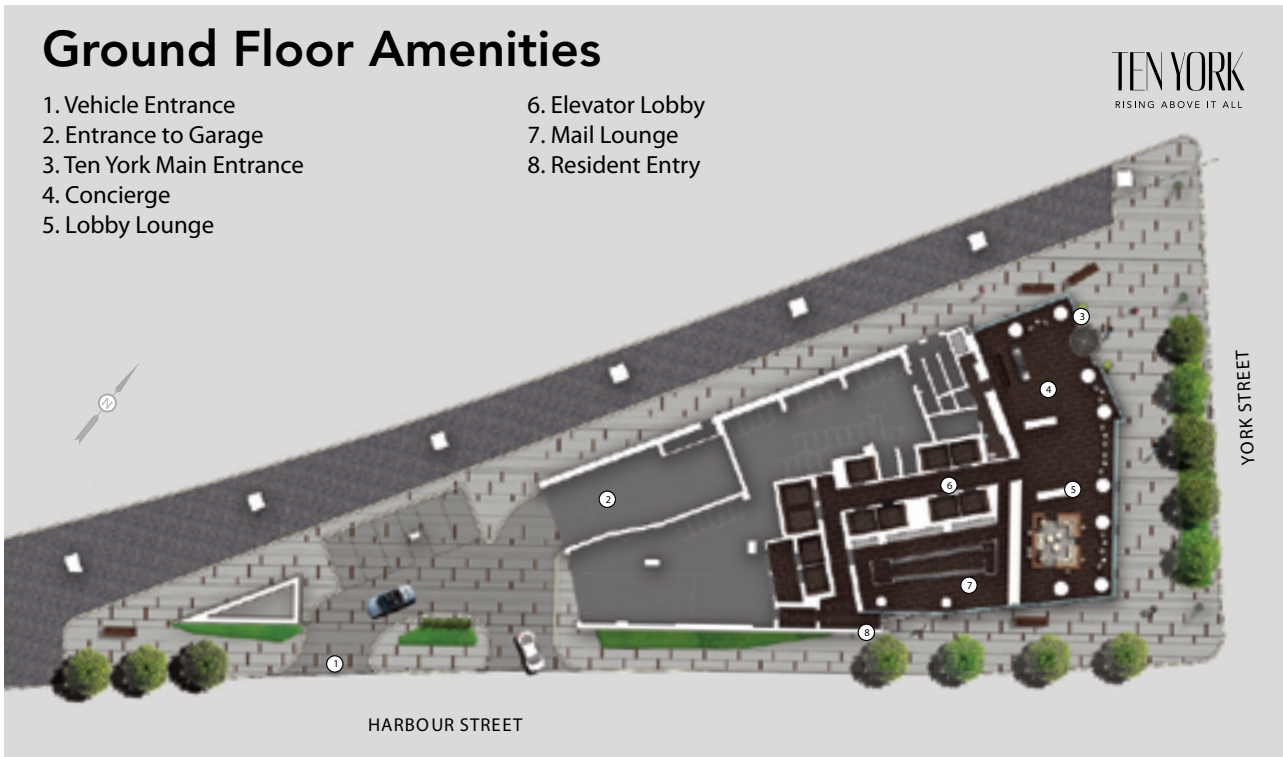 Ground Floor Amenities
1. Vehicle Entrance
2. Entrance to Garage
3. Ten York Main Entrance
4. Concierge
5. Lobby Lounge
6. Elevator Lobby
7. Mail Lounge
8. Resident Entry
TEN YORK
RISING ABOVE IT ALL
N
3
4
YORK STREET
6
5
2
7
8
1
HARBOUR STREET